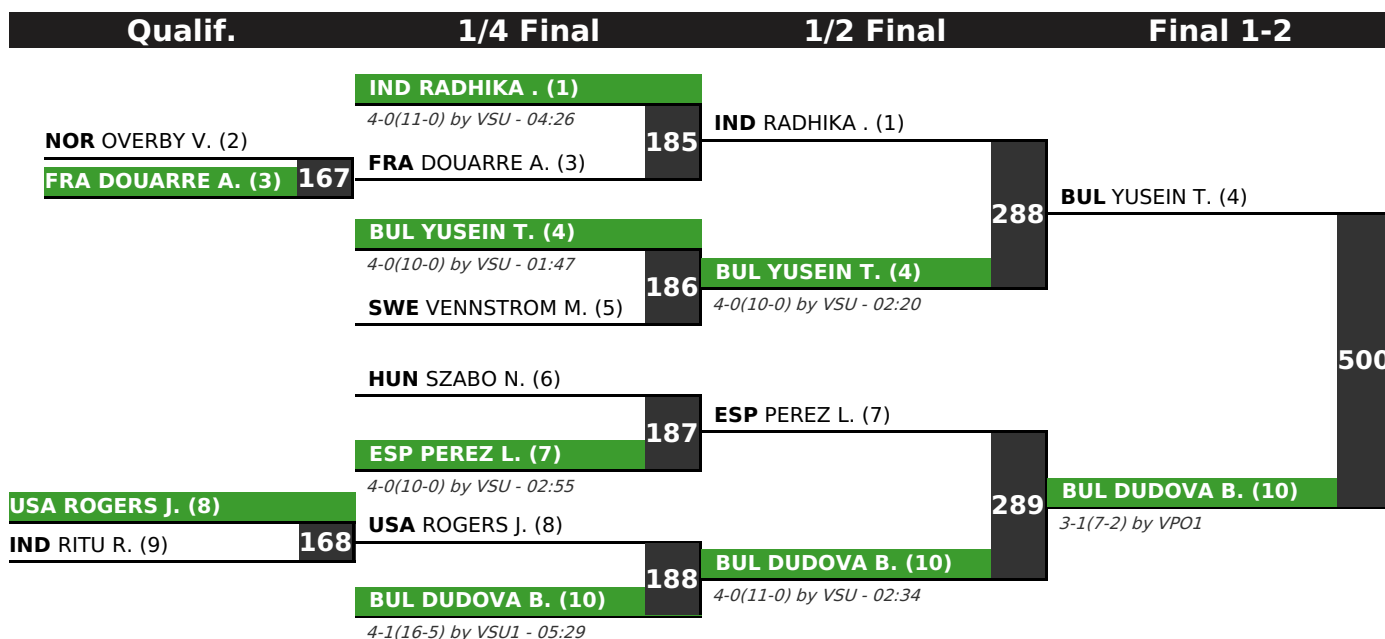 Qualif.
1/4 Final
1/2 Final
Final 1-2
NOR OVERBY V. (2)
FRA DOUARRE A. (3)
167
USA ROGERS J. (8)
IND RITU R. (9)
168
IND RADHIKA . (1)
4-0(11-0) by VSU - 04:26
FRA DOUARRE A. (3)
185
BUL YUSEIN T. (4)
4-0(10-0) by VSU - 01:47
SWE VENNSTROM M. (5)
186
HUN SZABO N. (6)
ESP PEREZ L. (7)
187
4-0(10-0) by VSU - 02:55
USA ROGERS J. (8)
BUL DUDOVA B. (10)
188
4-1(16-5) by VSU1 - 05:29
IND RADHIKA . (1)
BUL YUSEIN T. (4)
288
4-0(10-0) by VSU - 02:20
ESP PEREZ L. (7)
BUL DUDOVA B. (10)
289
4-0(11-0) by VSU - 02:34
BUL YUSEIN T. (4)
BUL DUDOVA B. (10)
500
3-1(7-2) by VPO1